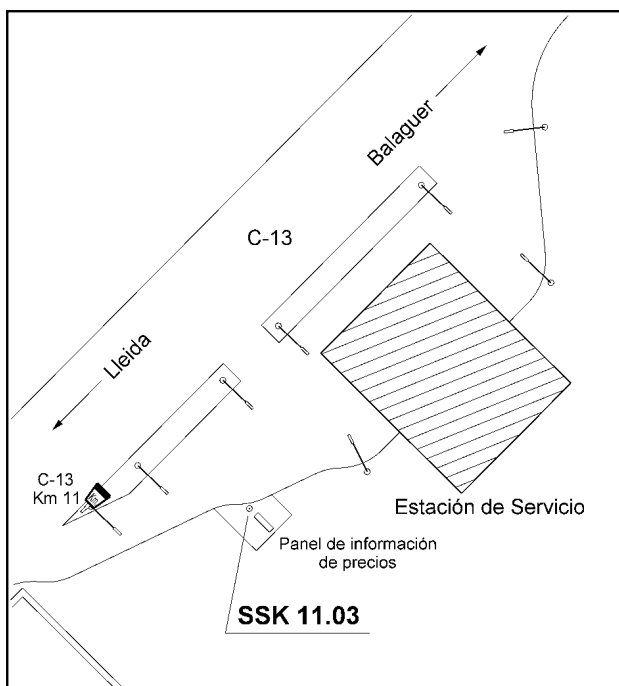 Balaguer
C-13
Lleida
C-13
Km 11
Estación de Servicio
Panel de información
de precios
SSK 11.03